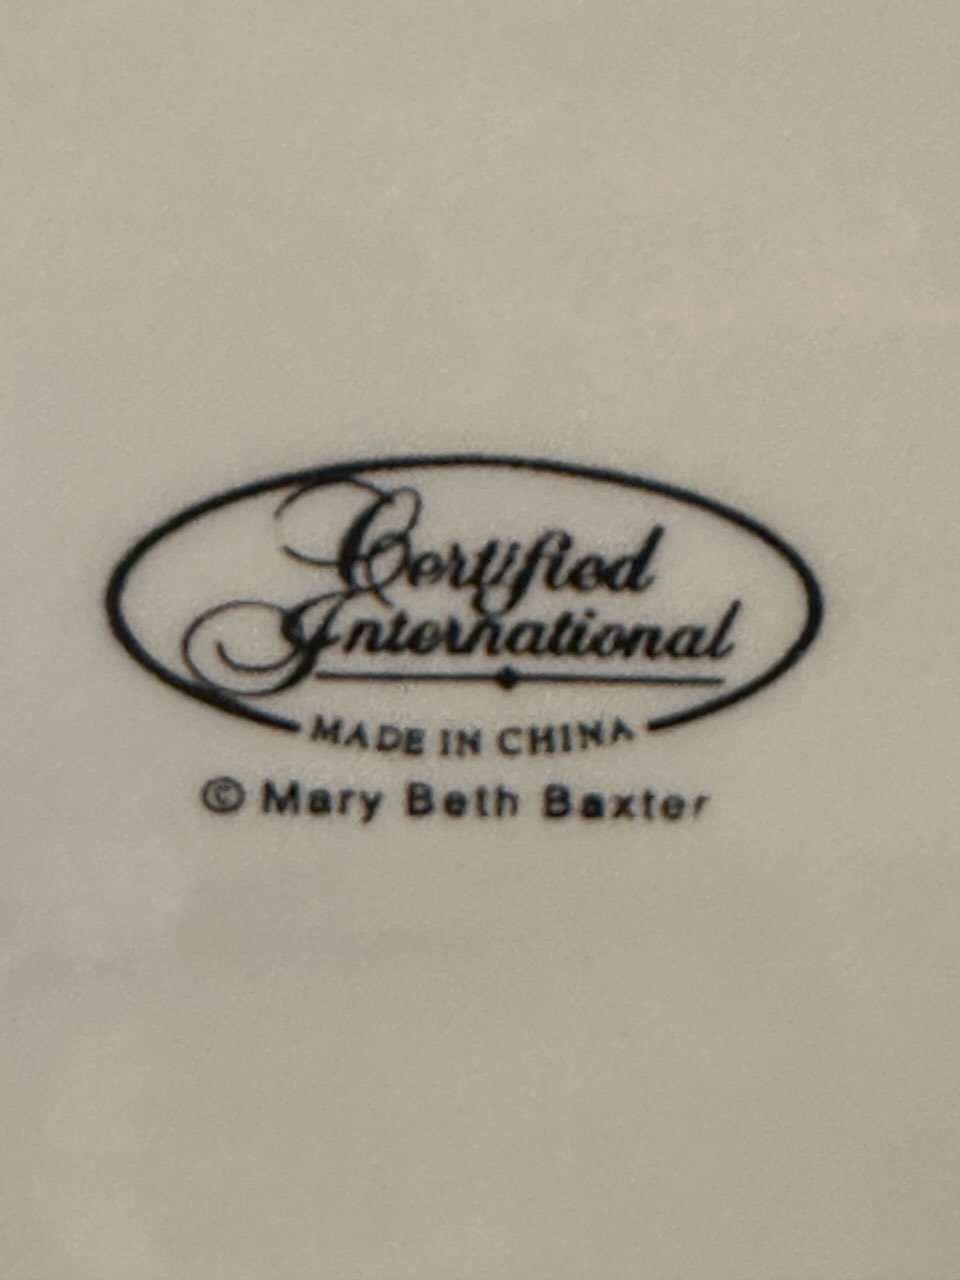 Certified
International
MADE IN CHINA
© Mary Beth Baxter